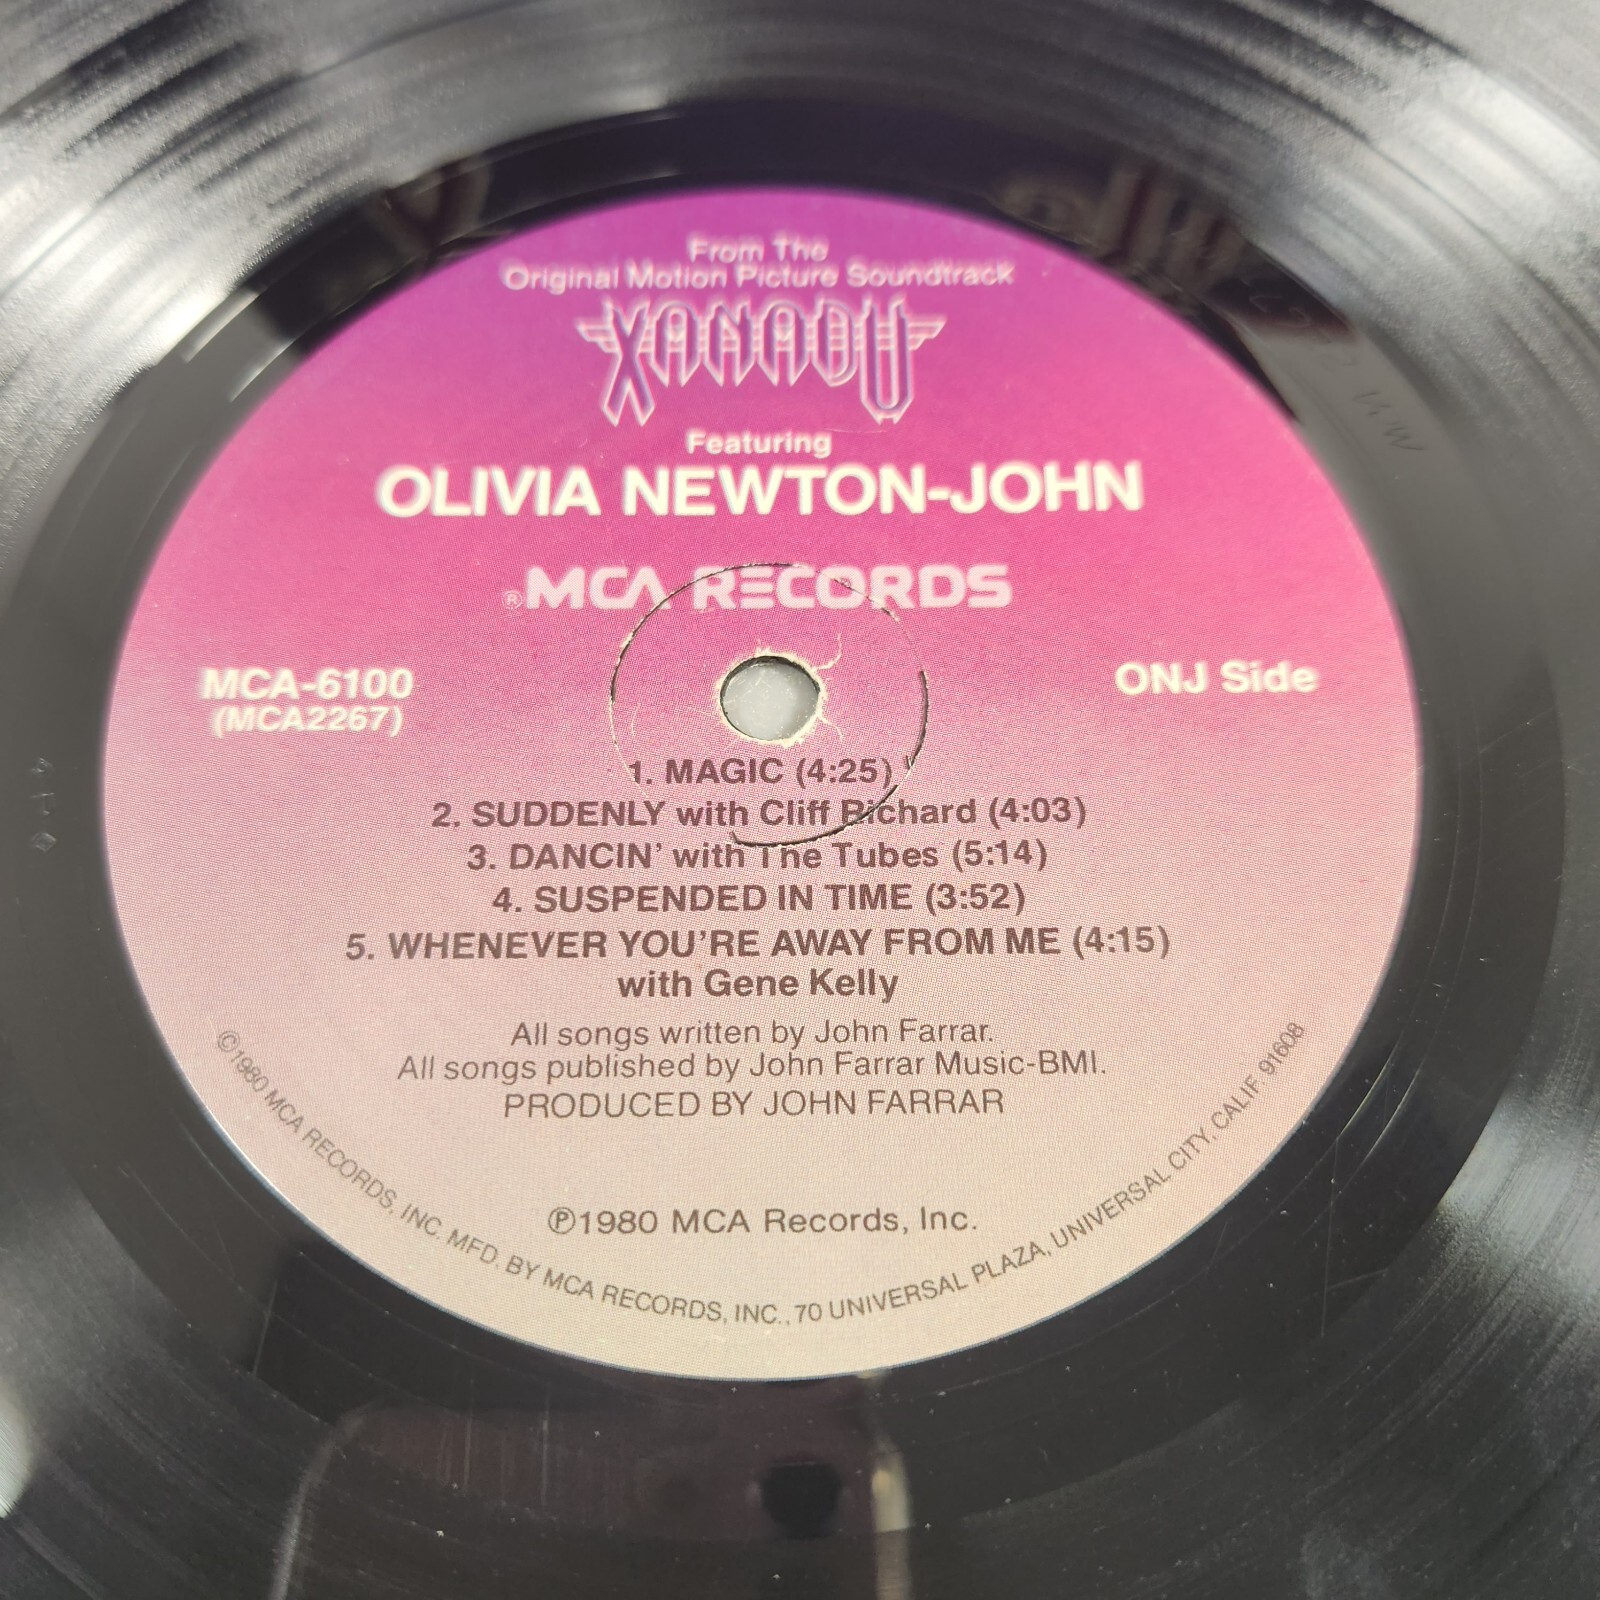 From The
Original Motion Picture Soundtrack
XANADU
Featuring
OLIVIA NEWTON-JOHN
®MCA RECORDS
MCA-6100
(MCA2267)
ONJ Side
1. MAGIC (4:25)
2. SUDDENLY with Cliff Richard (4:03)
3. DANCIN' with The Tubes (5:14)
4. SUSPENDED IN TIME (3:52)
5. WHENEVER YOU'RE AWAY FROM ME (4:15)
with Gene Kelly
All songs written by John Farrar.
All songs published by John Farrar Music-BMI.
PRODUCED BY JOHN FARRAR
℗1980 MCA Records, Inc.
©1980 MCA RECORDS, INC. MFD. BY MCA RECORDS, INC., 70 UNIVERSAL PLAZA, UNIVERSAL CITY, CALIF. 91608